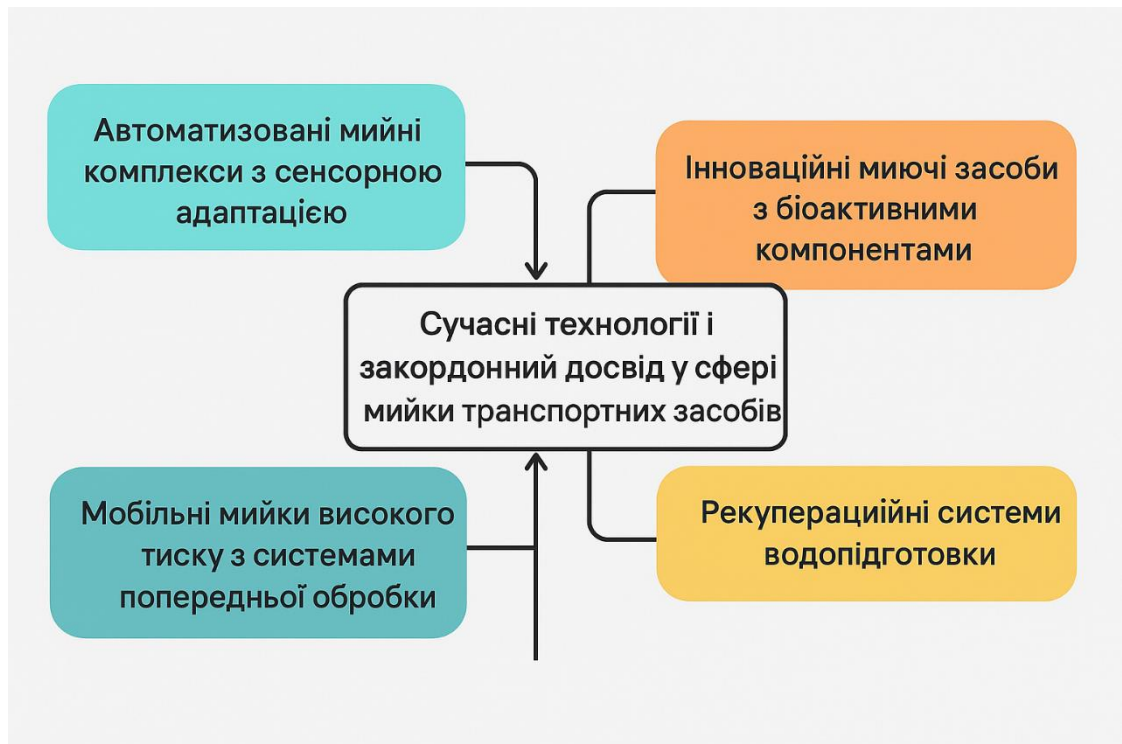 Автоматизовані мийні
комплекси з сенсорною
адаптацією
Інноваційні миючі засоби
з біоактивними
компонентами
Сучасні технології і
закордонний досвід у сфері
мийки транспортних засобів
Мобільні мийки високого
тиску з системами
попередньої обробки
Рекуперациійні системи
водопідготовки